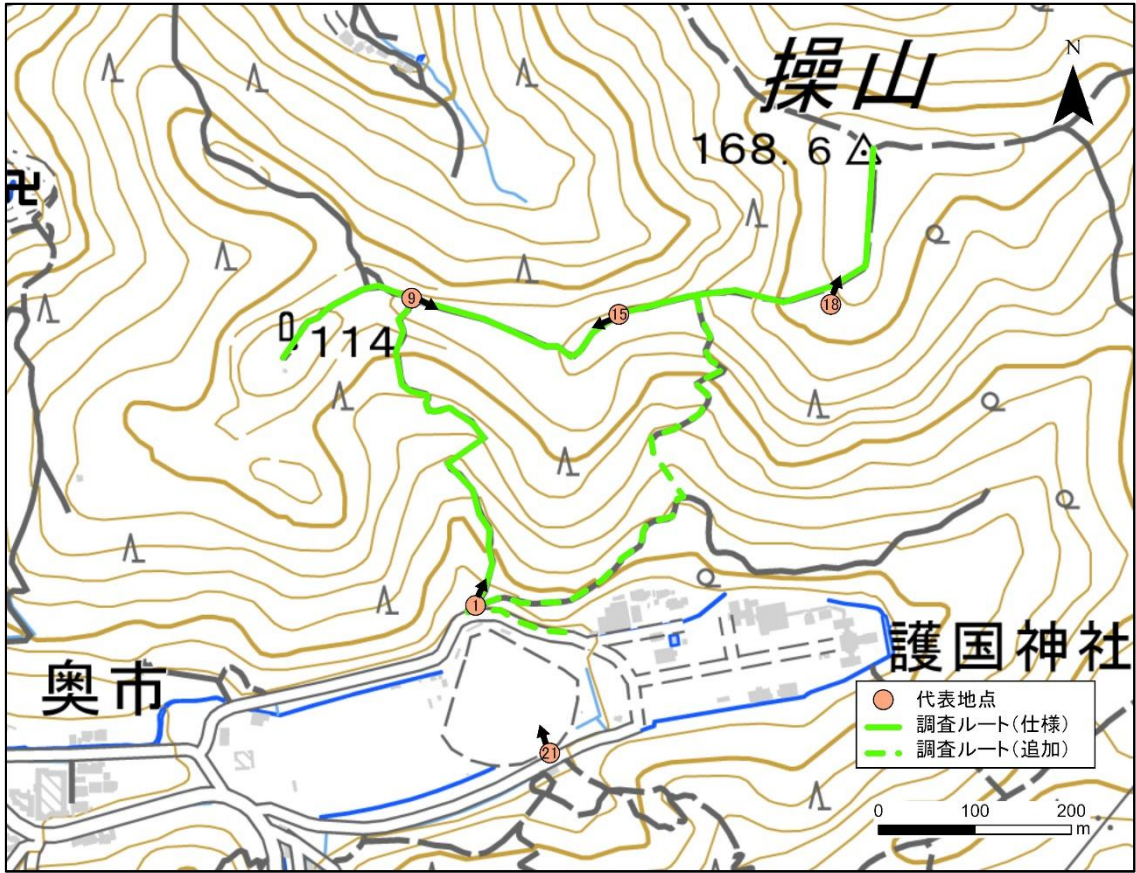 操山
N
168.6
卍
9
15
18
114
1
護国神社
奥市
21
代表地点
調査ルート(仕様)
調査ルート(追加)
0 100 200
m